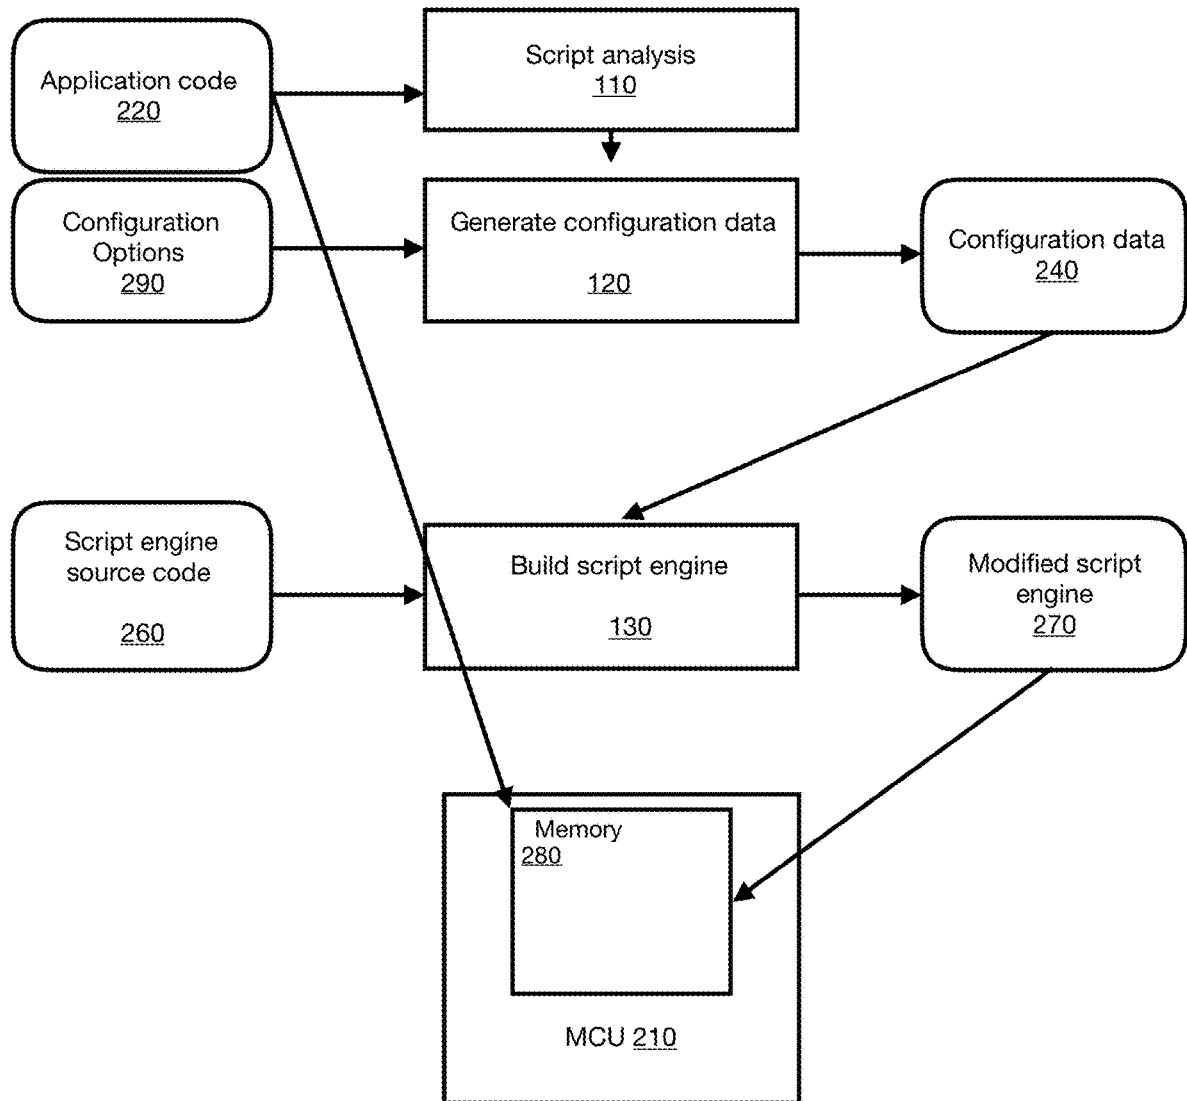 Application code
220
Script analysis
110
Configuration
Options
290
Generate configuration data
120
Configuration data
240
Script engine
source code
260
Build script engine
130
Modified script
engine
270
Memory
280
MCU 210